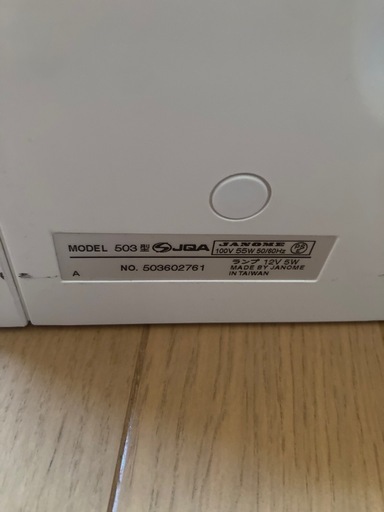 MODEL 503型 JQA JANOME
100V 55W 50/60Hz PSE
A NO. 503602761 ランプ 12V 5W
MADE BY JANOME
IN TAIWAN